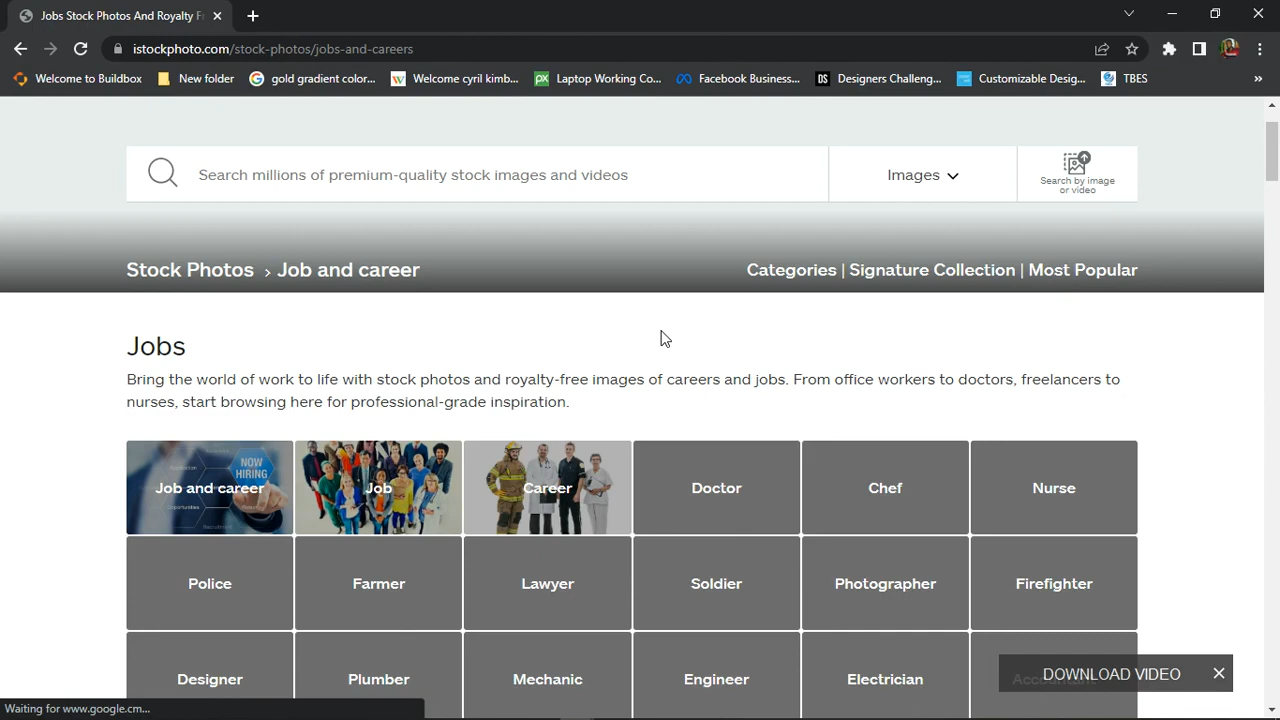 Jobs Stock Photos And Royalty F
istockphoto.com/stock-photos/jobs-and-careers
Welcome to Buildbox
New folder
gold gradient color...
Welcome cyril kimb...
Laptop Working Co...
Facebook Business...
DS
Designers Challeng...
Customizable Desig...
TBES
»
Search millions of premium-quality stock images and videos
Images
Search by image
or video
Stock Photos › Job and career
Categories | Signature Collection | Most Popular
Jobs
Bring the world of work to life with stock photos and royalty-free images of careers and jobs. From office workers to doctors, freelancers to
nurses, start browsing here for professional-grade inspiration.
NOW
HIRING
Opportunities
Recruitment
Job and career
Job
Career
Doctor
Chef
Nurse
Police
Farmer
Lawyer
Soldier
Photographer
Firefighter
Designer
Plumber
Mechanic
Engineer
Electrician
DOWNLOAD VIDEO
Waiting for www.google.cm...